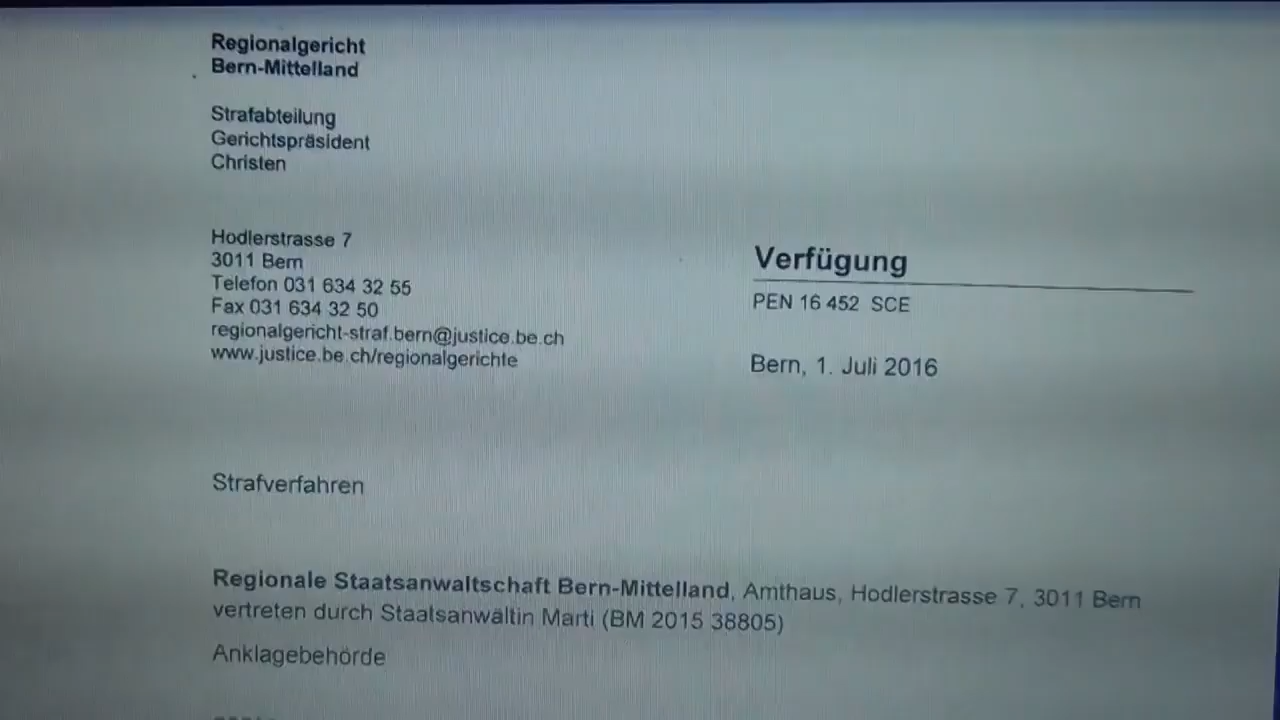 Regionalgericht
Bern-Mittelland
Strafabteilung
Gerichtspräsident
Christen
Hodlerstrasse 7
3011 Bern
Telefon 031 634 32 55
Fax 031 634 32 50
regionalgericht-straf.bern@justice.be.ch
www.justice.be.ch/regionalgerichte
Verfügung
PEN 16 452 SCE
Bern, 1. Juli 2016
Strafverfahren
Regionale Staatsanwaltschaft Bern-Mittelland, Amthaus, Hodlerstrasse 7, 3011 Bern
vertreten durch Staatsanwältin Marti (BM 2015 38805)
Anklagebehörde